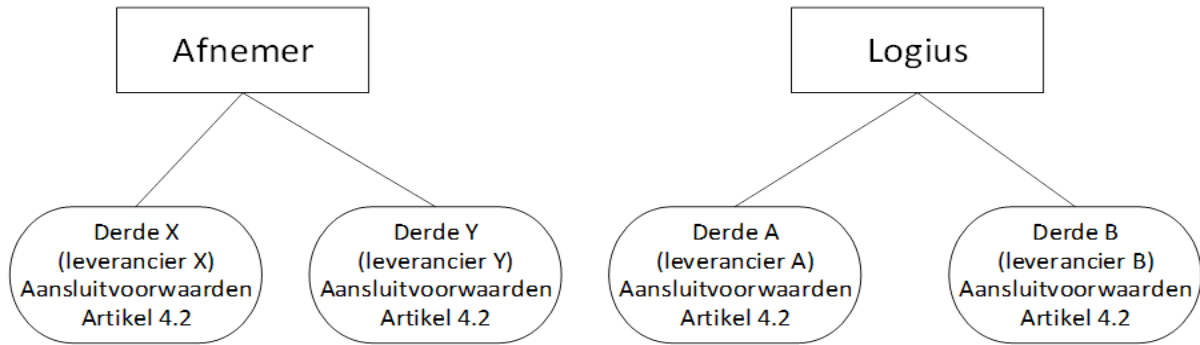 Afnemer
Logius
Derde X
(leverancier X)
Aansluitvoorwaarden
Artikel 4.2
Derde Y
(leverancier Y)
Aansluitvoorwaarden
Artikel 4.2
Derde A
(leverancier A)
Aansluitvoorwaarden
Artikel 4.2
Derde B
(leverancier B)
Aansluitvoorwaarden
Artikel 4.2